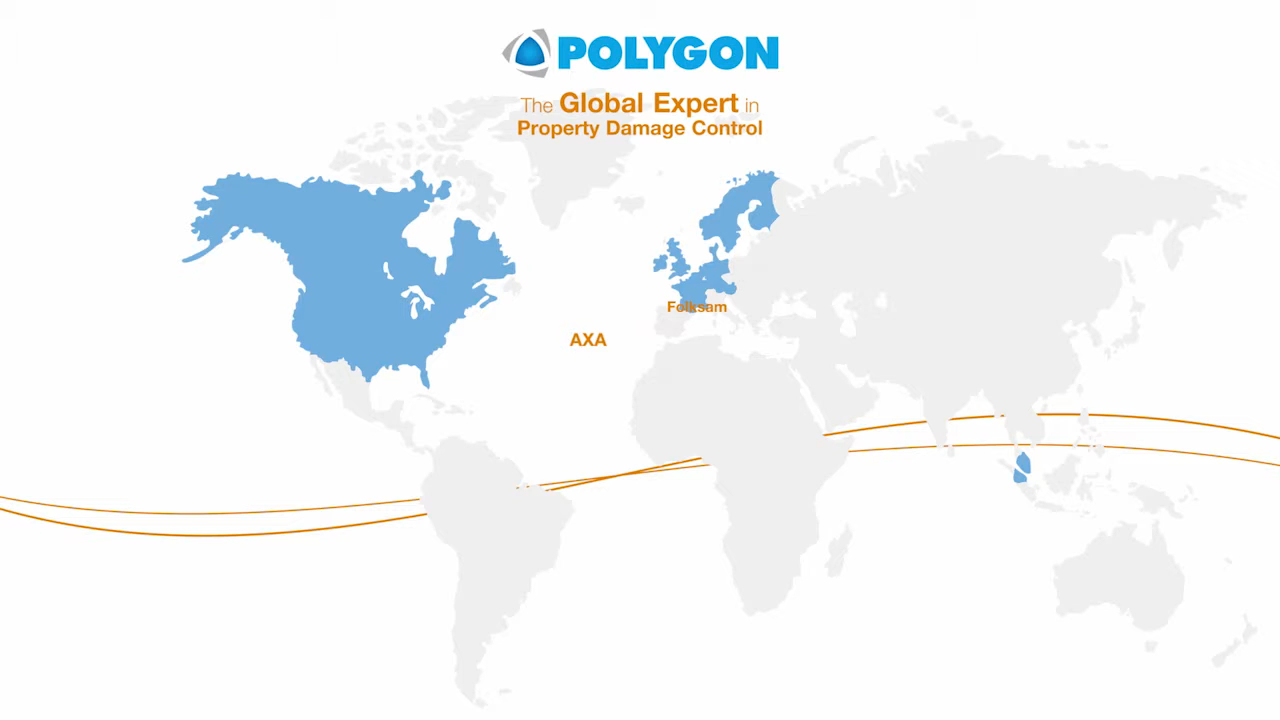 POLYGON
The Global Expert in
Property Damage Control
Folksam
AXA